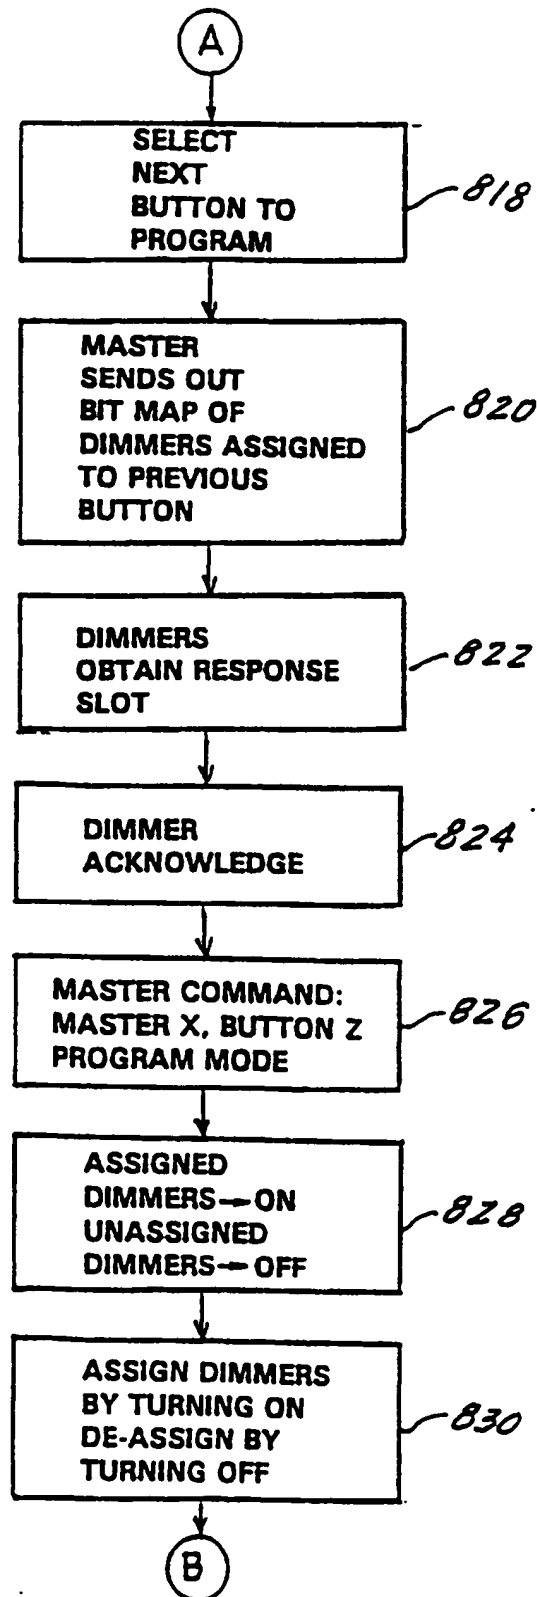 A
SELECT
NEXT
BUTTON TO
PROGRAM
818
MASTER
SENDS OUT
BIT MAP OF
DIMMERS ASSIGNED
TO PREVIOUS
BUTTON
820
DIMMERS
OBTAIN RESPONSE
SLOT
822
DIMMER
ACKNOWLEDGE
824
MASTER COMMAND:
MASTER X, BUTTON Z
PROGRAM MODE
826
ASSIGNED
DIMMERS→ON
UNASSIGNED
DIMMERS→OFF
828
ASSIGN DIMMERS
BY TURNING ON
DE-ASSIGN BY
TURNING OFF
830
B